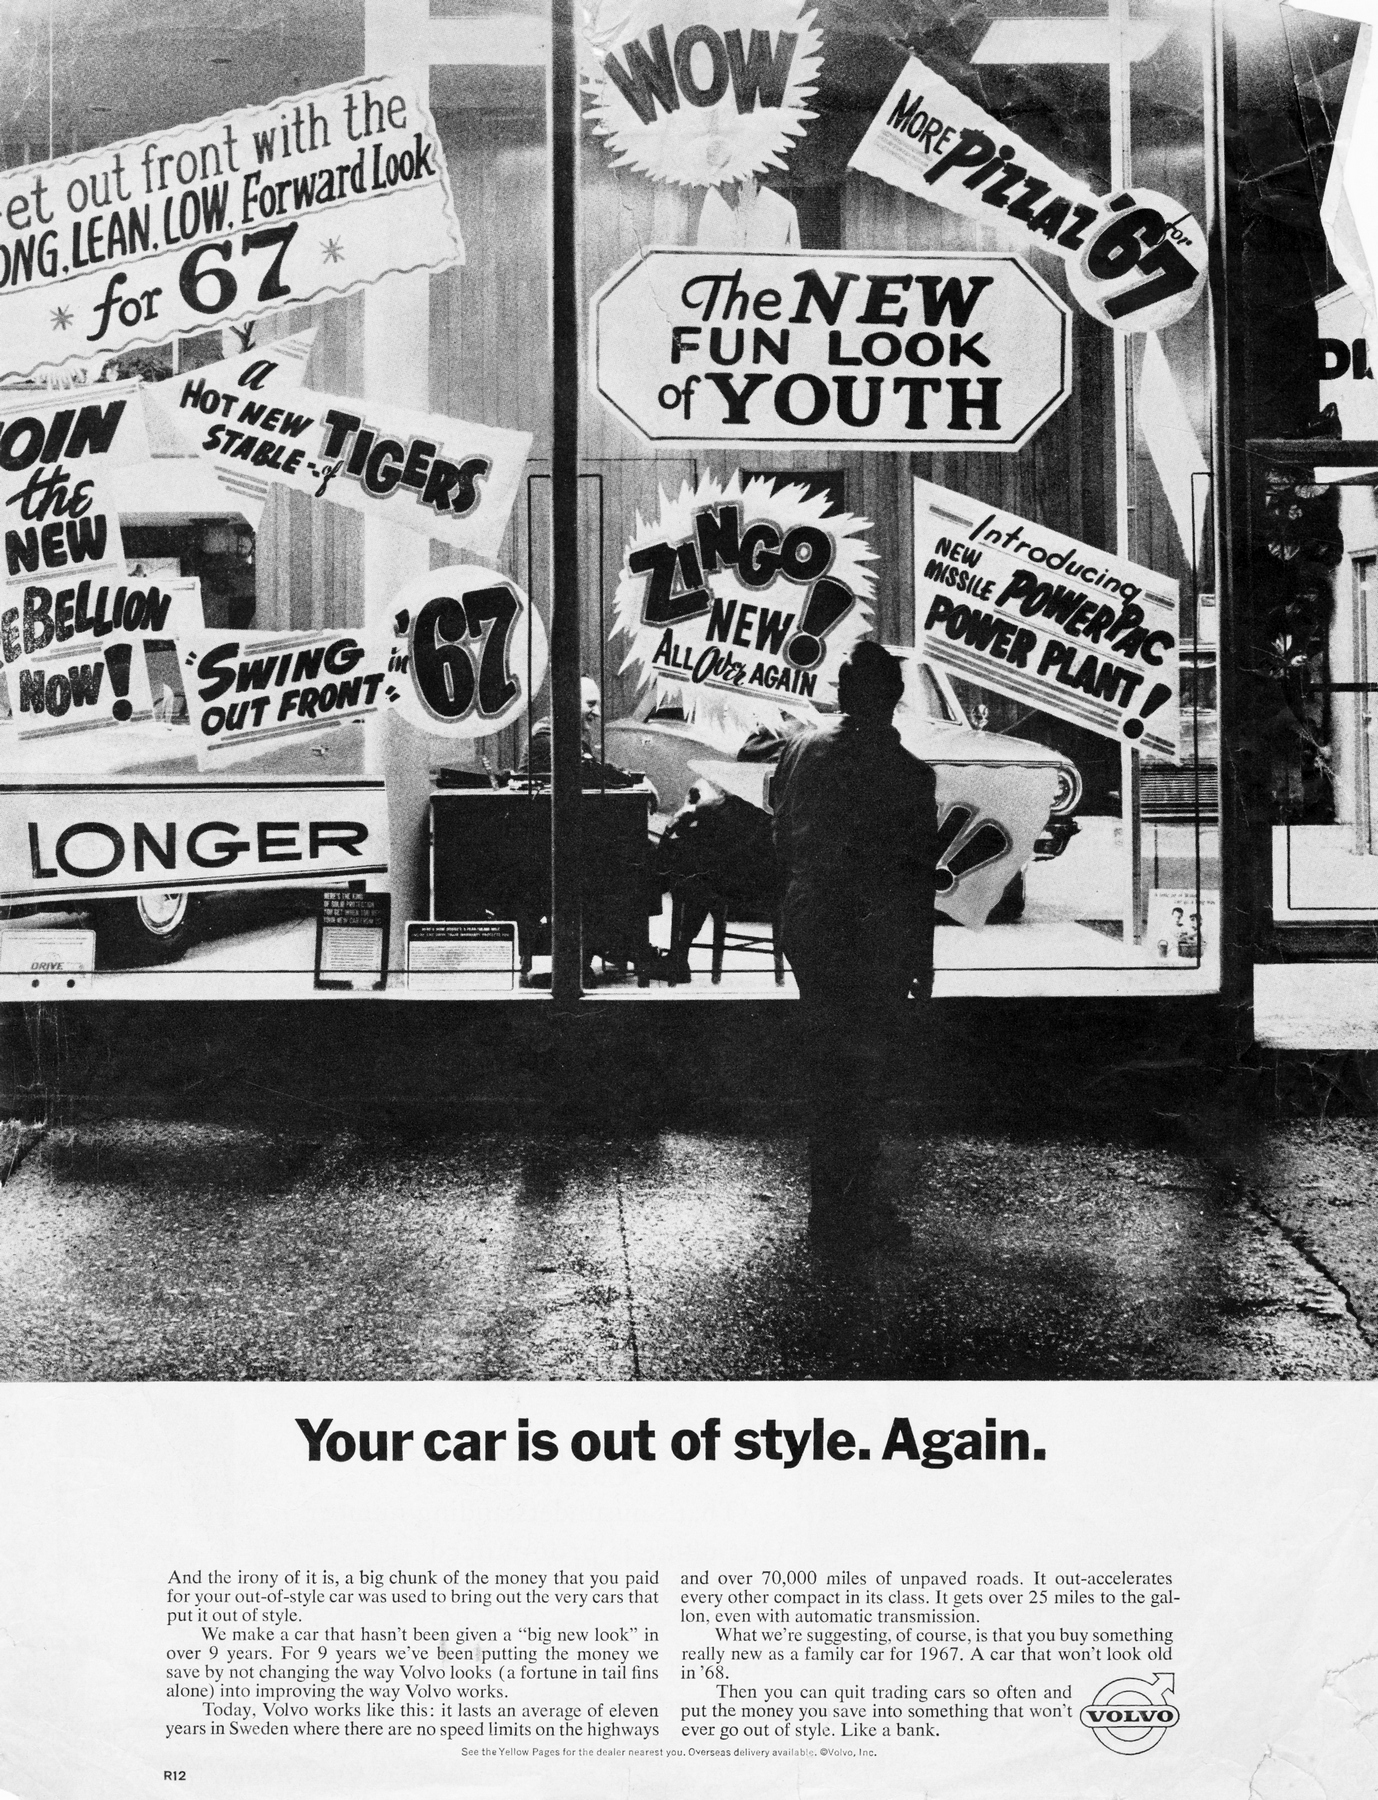 WOW
et out front with the
LONG, LEAN, LOW, Forward Look
for 67
MORE Pizzaz for '67
The NEW
FUN LOOK
of YOUTH
a
HOT NEW
STABLE - of TIGERS
JOIN
the
NEW
REBELLION
NOW!
"SWING
OUT FRONT"
in '67
ZINGO!
NEW!
ALL Over AGAIN
Introducing
NEW
MISSILE POWERPAC
POWER PLANT!
LONGER
!!
DRIVE
Your car is out of style. Again.
And the irony of it is, a big chunk of the money that you paid
for your out-of-style car was used to bring out the very cars that
put it out of style.
We make a car that hasn't been given a "big new look" in
over 9 years. For 9 years we've been putting the money we
save by not changing the way Volvo looks (a fortune in tail fins
alone) into improving the way Volvo works.
Today, Volvo works like this: it lasts an average of eleven
years in Sweden where there are no speed limits on the highways
and over 70,000 miles of unpaved roads. It out-accelerates
every other compact in its class. It gets over 25 miles to the gal-
lon, even with automatic transmission.
What we're suggesting, of course, is that you buy something
really new as a family car for 1967. A car that won't look old
in '68.
Then you can quit trading cars so often and
put the money you save into something that won't
ever go out of style. Like a bank.
VOLVO
See the Yellow Pages for the dealer nearest you. Overseas delivery available. ©Volvo, Inc.
R12